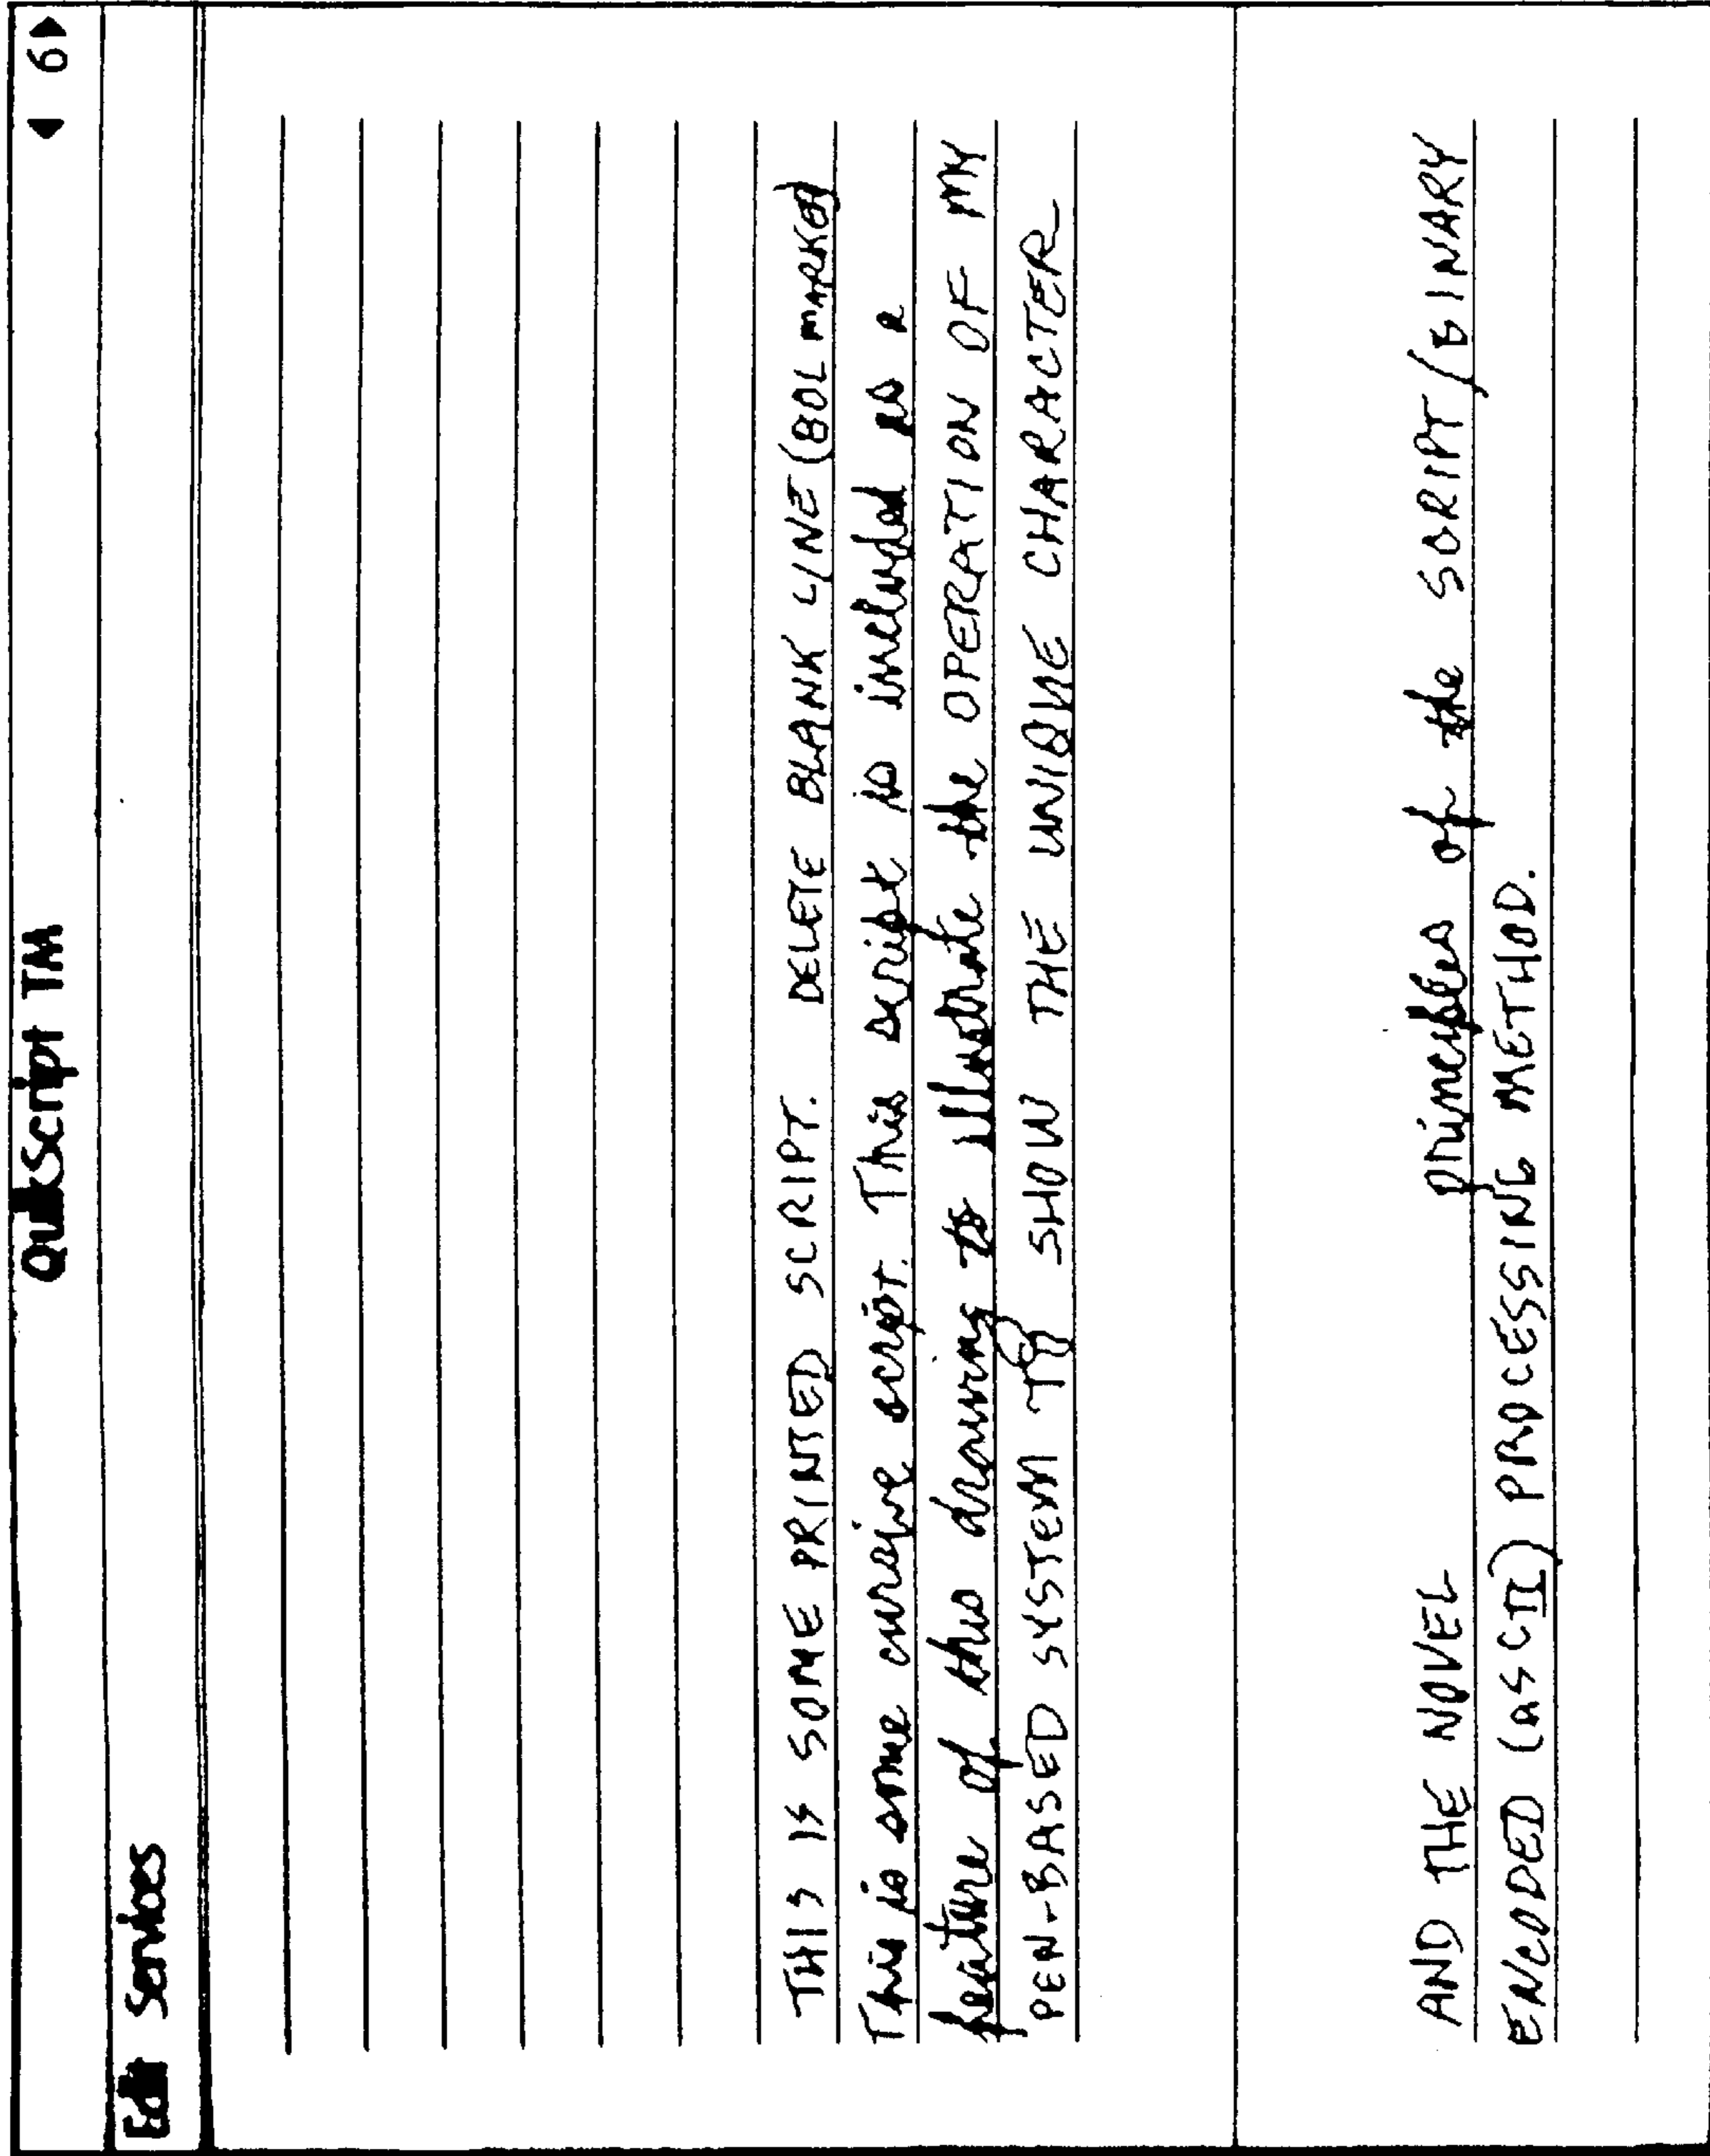 QuikScript TM ◀ 6 ▶
Edit Services
THIS IS SOME PRINTED SCRIPT. DELETE BLANK LINE (BOL MARKED)
This is some cursive script. This script is included as a
feature of this drawing to illustrate the OPERATION OF MY
PEN-BASED SYSTEM TO SHOW THE UNIQUE CHARACTER
AND THE NOVEL principles of the SCRIPT/BINARY
ENCODED (ASCII) PROCESSING METHOD.